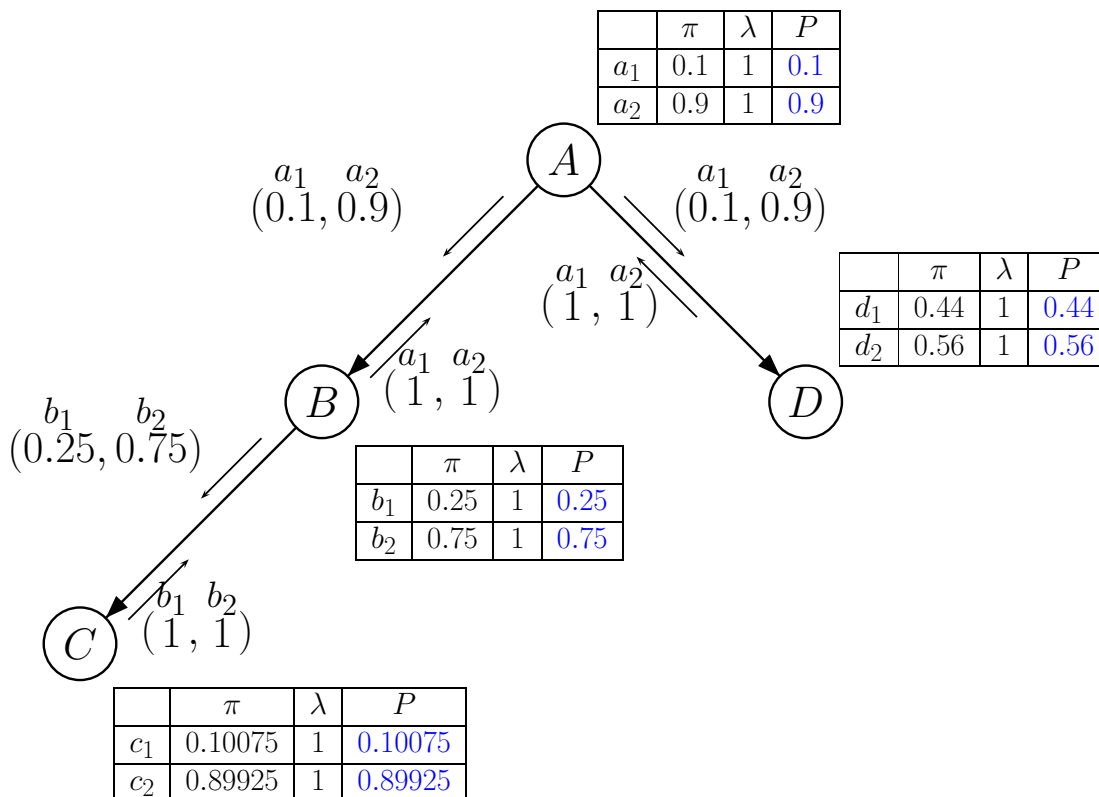 π λ P
a₁ 0.1 1 0.1
a₂ 0.9 1 0.9
A
a₁ a₂
(0.1, 0.9)
a₁ a₂
(0.1, 0.9)
π λ P
d₁ 0.44 1 0.44
d₂ 0.56 1 0.56
a₁ a₂
(1, 1)
a₁ a₂
(1, 1)
B
D
b₁ b₂
(0.25, 0.75)
π λ P
b₁ 0.25 1 0.25
b₂ 0.75 1 0.75
b₁ b₂
(1, 1)
C
π λ P
c₁ 0.10075 1 0.10075
c₂ 0.89925 1 0.89925